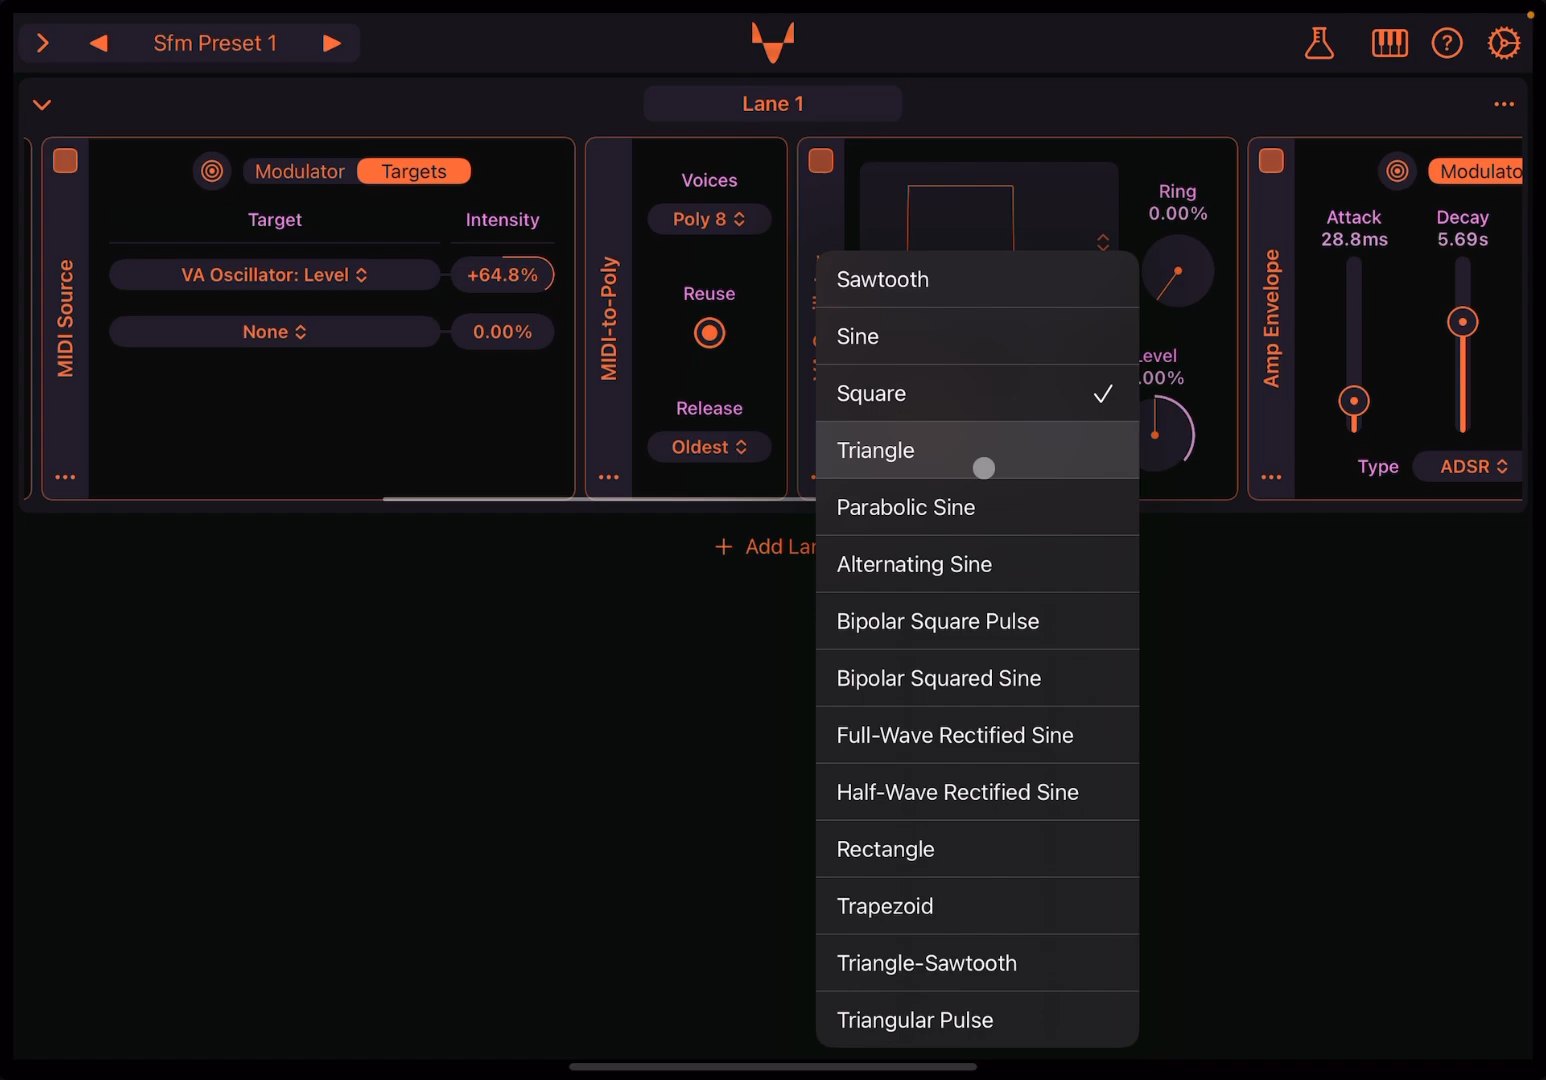 Sfm Preset 1
Lane 1
MIDI Source
Modulator
Targets
Target
Intensity
VA Oscillator: Level
+64.8%
None
0.00%
MIDI-to-Poly
Voices
Poly 8
Reuse
Release
Oldest
Ring
0.00%
Level
.00%
Sawtooth
Sine
Square
Triangle
Parabolic Sine
Alternating Sine
Bipolar Square Pulse
Bipolar Squared Sine
Full-Wave Rectified Sine
Half-Wave Rectified Sine
Rectangle
Trapezoid
Triangle-Sawtooth
Triangular Pulse
Amp Envelope
Modulato
Attack
28.8ms
Decay
5.69s
Type
ADSR
+ Add Lan